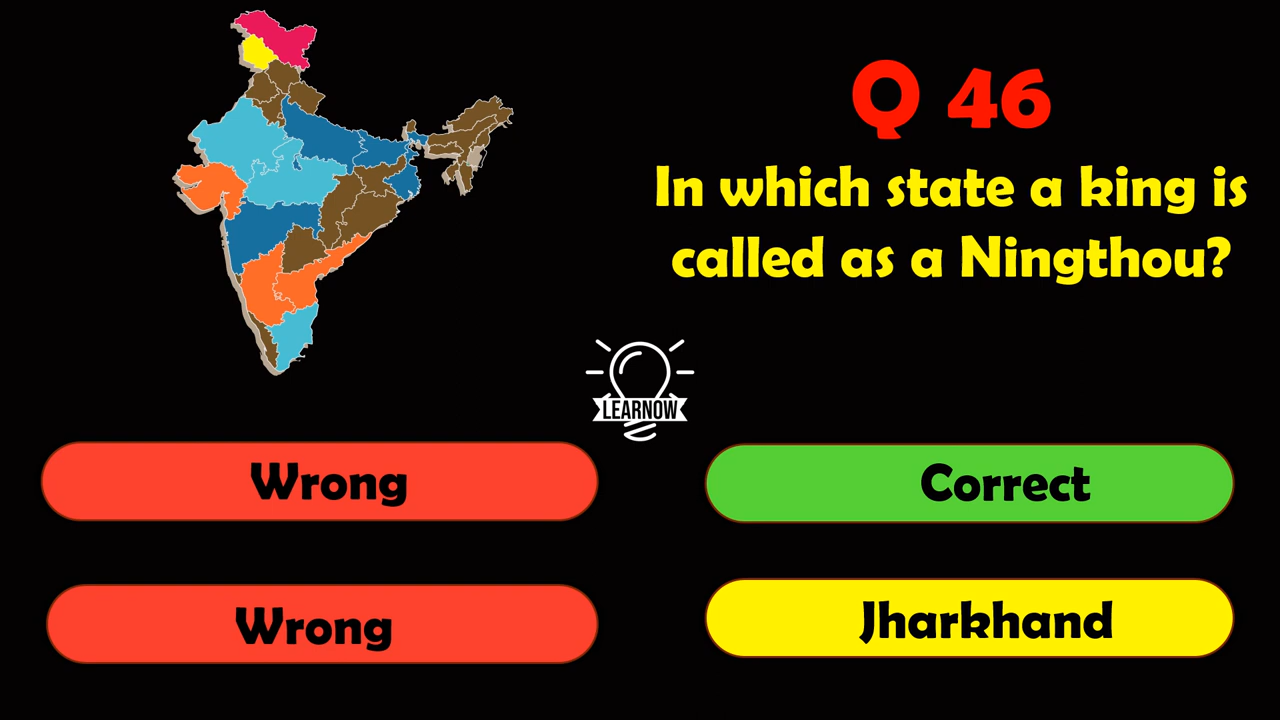 Q 46
In which state a king is
called as a Ningthou?
LEARNOW
Wrong
Correct
Wrong
Jharkhand